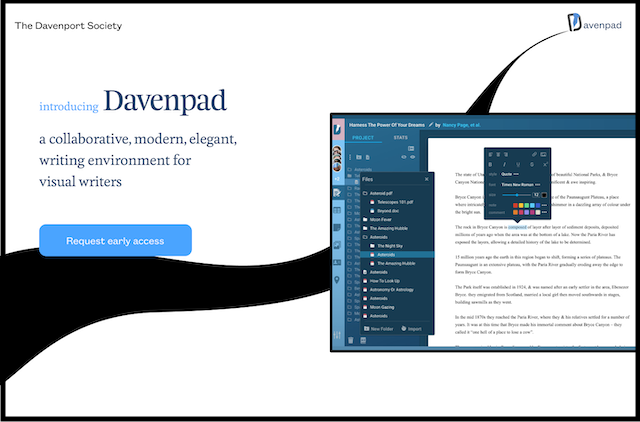 The Davenport Society
avenpad
introducing Davenpad
a collaborative, modern, elegant,
writing environment for
visual writers
Request early access
Harness The Power Of Your Dreams by Nancy Page, et al.
PROJECT STATS
Files
Asteroid.pdf
Telescopes 101.pdf
Beyond.doc
Moon Fever
The Amazing Hubble
Asteroids
The Night Sky
Asteroids
The Amazing Hubble
Asteroids
How To Look Up
Astronomy Or Astrology
Asteroids
Moon Gazing
Asteroids
New Folder Import
style Quote
font Times New Roman
size 12
The state of
beautiful National Parks, & Bryce
Canyon
& awe inspiring.
Bryce Canyon
of the Paunsaugunt Plateau, a place
where
in a dazzling array of colour under
the bright sun.
The rock in Bryce Canyon is composed of layer after layer of sediment deposits, deposited
millions of years ago when the area was at the bottom of a lake. Now the Paria River has
exposed the layers, allowing a detailed history of the lake to be determined.
15 million years ago the earth in this region began to shift, forming a series of plateaus. The
Paunsaugunt is an extensive plateau, with the Paria River gradually eroding away the edge to
form Bryce Canyon.
The Park itself was established in 1924, & was named after an early settler in the area, Ebenezer
Bryce. they emigrated from Scotland, married a local girl then moved southwards in stages,
building sawmills as they went.
In the mid 1870s they reached the Paria River, where they & his relatives settled for a member of
years. It was at this time that Bryce made his immortal comment about Bryce Canyon – they
called it "one hell of a place to lose a cow".